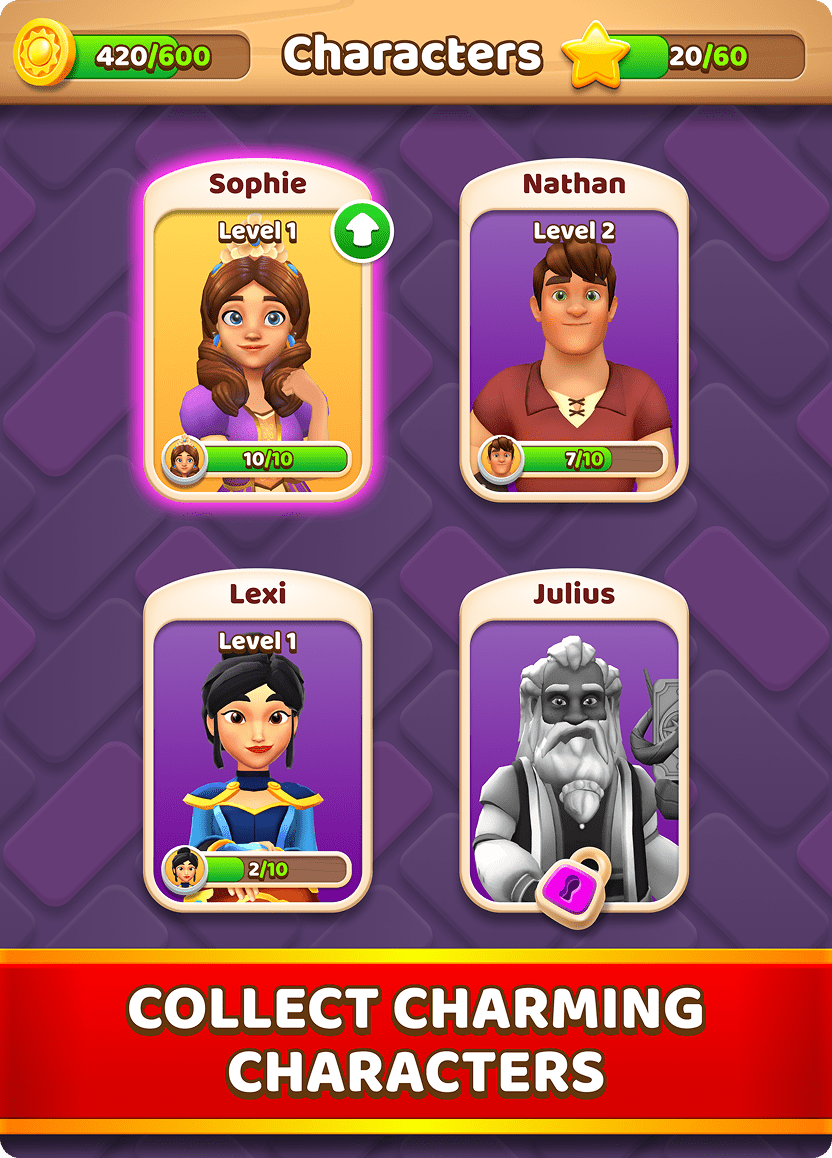 420/600 Characters 20/60
Sophie
Level 1
10/10
Nathan
Level 2
7/10
Lexi
Level 1
2/10
Julius
COLLECT CHARMING
CHARACTERS